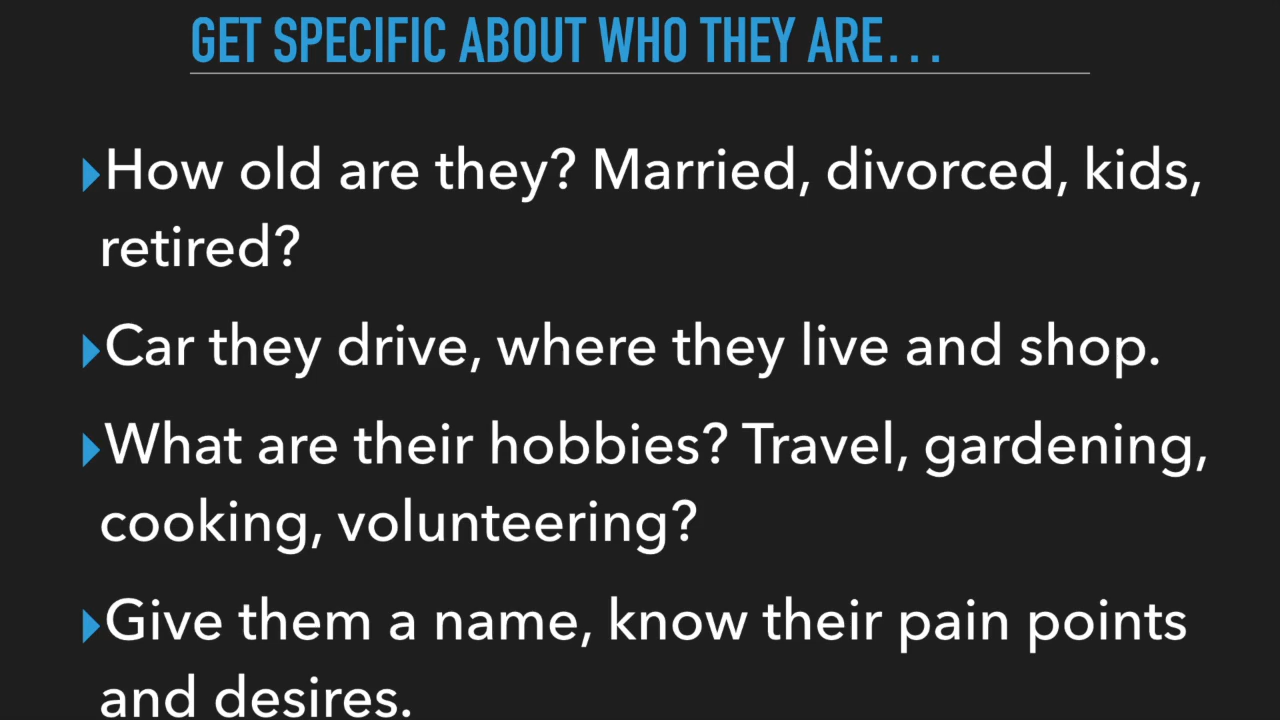 GET SPECIFIC ABOUT WHO THEY ARE...
How old are they? Married, divorced, kids,
retired?
Car they drive, where they live and shop.
What are their hobbies? Travel, gardening,
cooking, volunteering?
Give them a name, know their pain points
and desires.